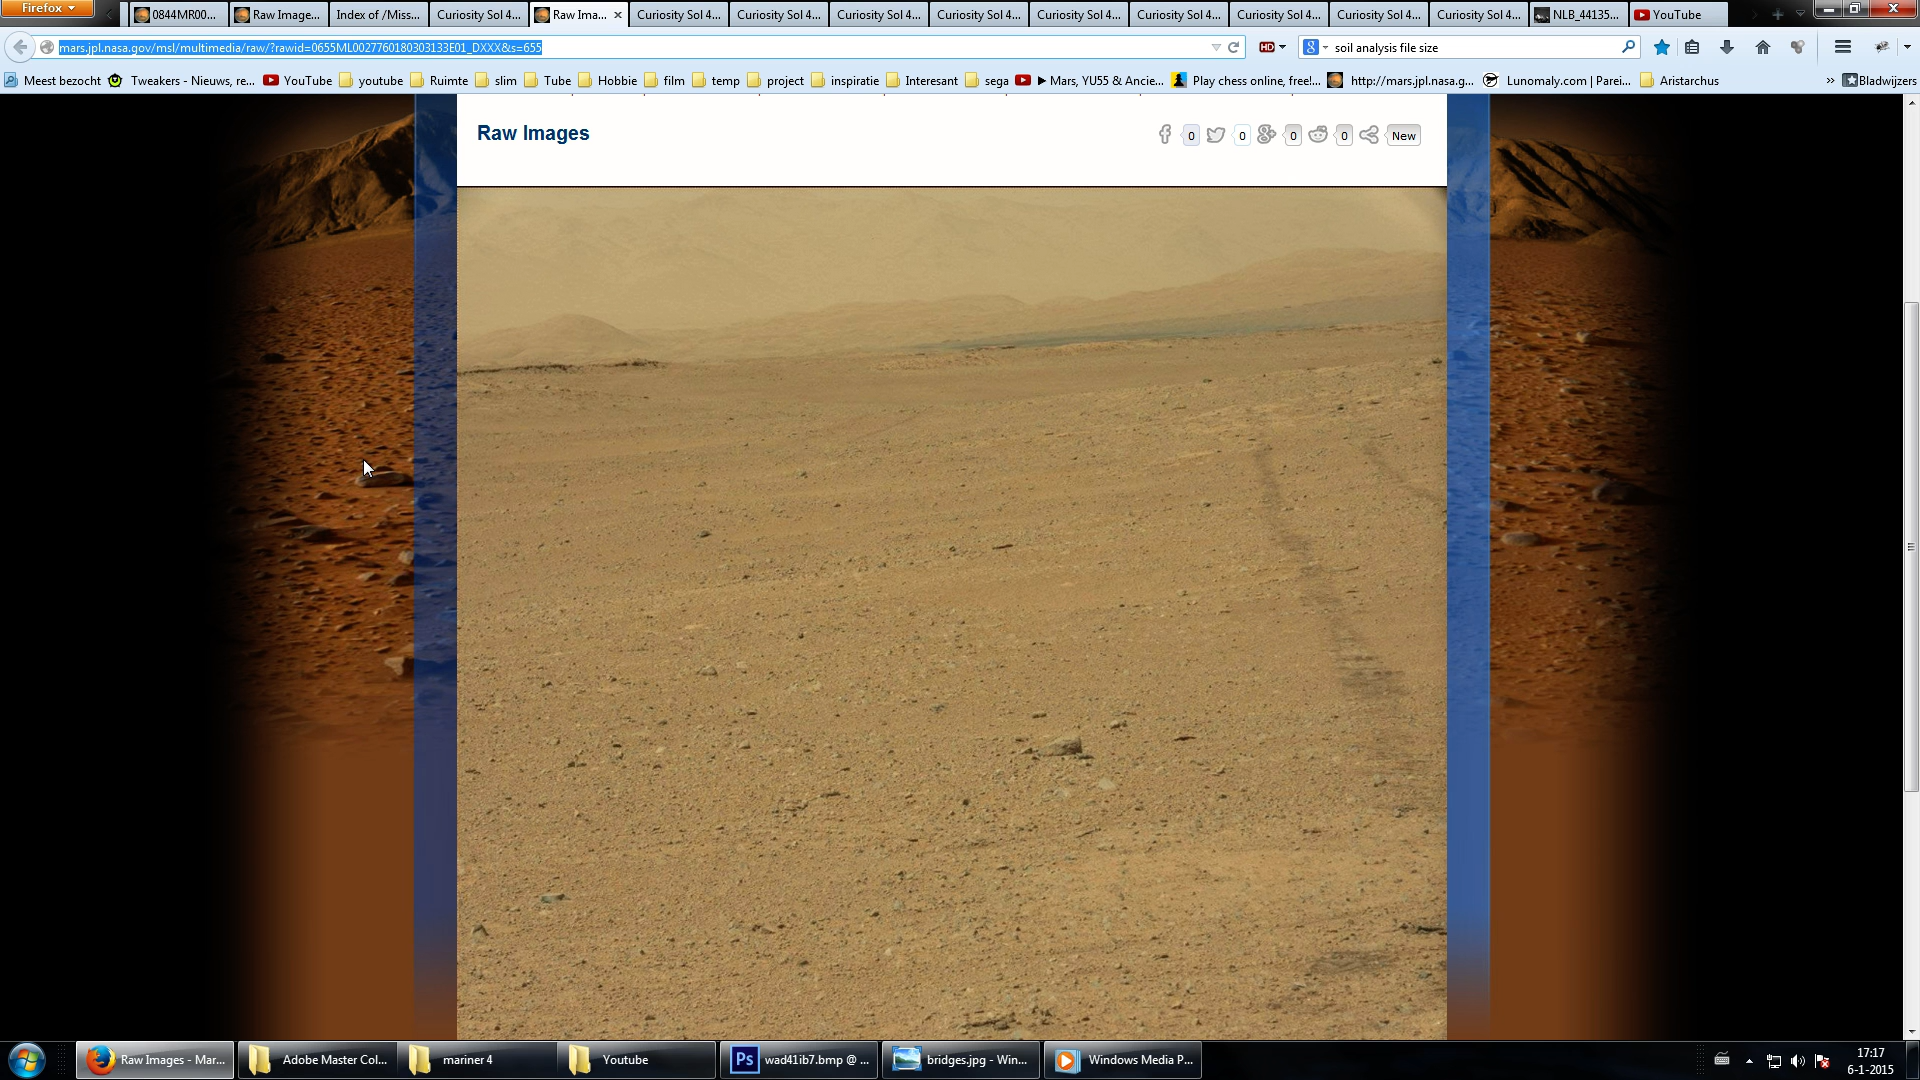 Firefox
0844MR00...
Raw Image...
Index of /Miss...
Curiosity Sol 4...
Raw Ima...
Curiosity Sol 4...
Curiosity Sol 4...
Curiosity Sol 4...
Curiosity Sol 4...
Curiosity Sol 4...
Curiosity Sol 4...
Curiosity Sol 4...
Curiosity Sol 4...
Curiosity Sol 4...
NLB_44135...
YouTube
mars.jpl.nasa.gov/msl/multimedia/raw/?rawid=0655ML0027760180303133E01_DXXX&s=655
HD
8
soil analysis file size
Meest bezocht
Tweakers - Nieuws, re...
YouTube
youtube
Ruimte
slim
Tube
Hobbie
film
temp
project
inspiratie
Interesant
sega
▶ Mars, YU55 & Ancie...
Play chess online, free!...
http://mars.jpl.nasa.g...
Lunomaly.com | Parei...
Aristarchus
»
Bladwijzers
Raw Images
0
0
0
0
New
Raw Images - Mar...
Adobe Master Col...
mariner 4
Youtube
Ps
wad41ib7.bmp @ ...
bridges.jpg - Win...
Windows Media P...
17:17
6-1-2015